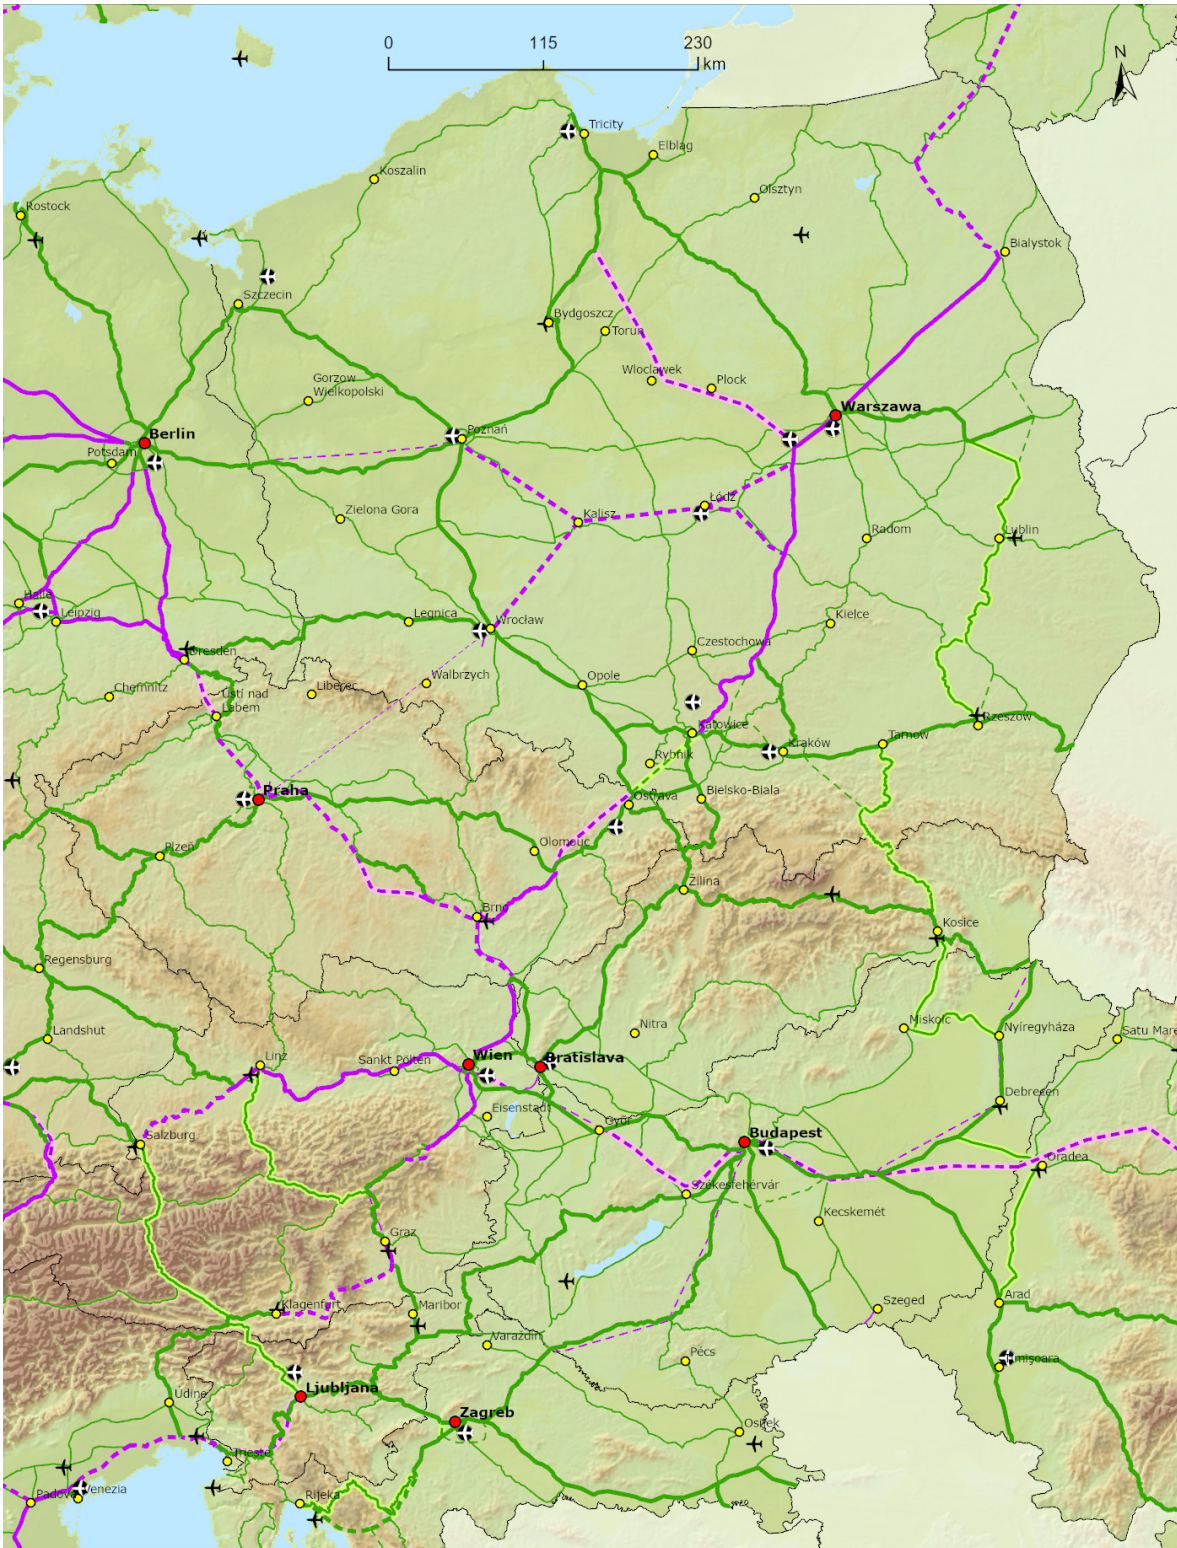 0
115
230
km
N
Tricity
Elbląg
Koszalin
Olsztyn
Rostock
Bialystok
Szczecin
Bydgoszcz
Torun
Wloclawek
Plock
Gorzow
Wielkopolski
Warszawa
Berlin
Poznań
Potsdam
Łódź
Zielona Gora
Kalisz
Radom
Lublin
Halle
Leipzig
Legnica
Wrocław
Kielce
Dresden
Czestochowa
Chemnitz
Ústí nad
Labem
Liberec
Walbrzych
Opole
Katowice
Rzeszow
Kraków
Tarnow
Rybnik
Praha
Ostrava
Bielsko-Biala
Plzeň
Olomouc
Žilina
Brno
Kosice
Regensburg
Landshut
Nitra
Miskolc
Nyíregyháza
Satu Mare
Linz
Sankt Pölten
Wien
Bratislava
Debrecen
Eisenstadt
Győr
Salzburg
Budapest
Oradea
Székesfehérvár
Kecskemét
Graz
Klagenfurt
Maribor
Szeged
Arad
Varaždin
Pécs
Timişoara
Udine
Ljubljana
Zagreb
Osijek
Trieste
Padova
Venezia
Rijeka